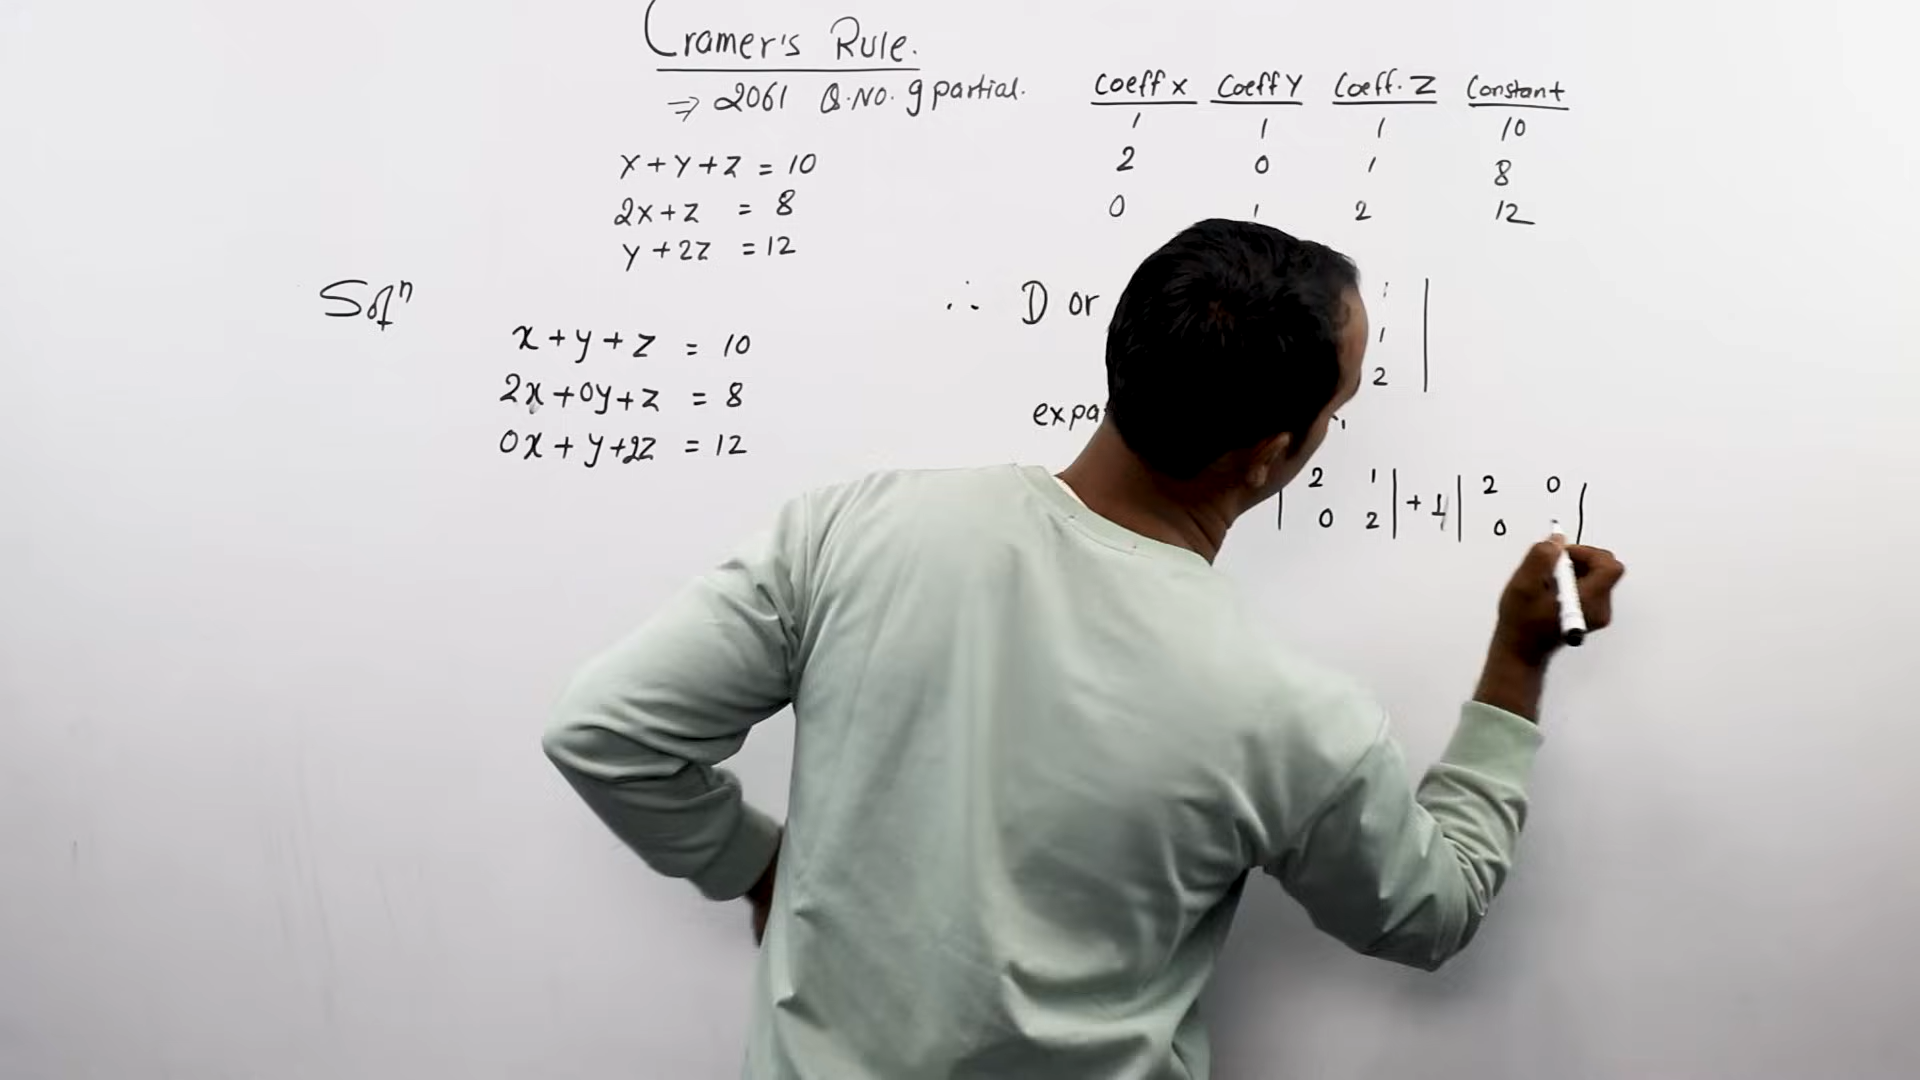 Cramer's Rule.
⇒ 2061 Q.NO. 9 partial.
x + y + z = 10
2x + z = 8
y + 2z = 12
Solⁿ
x + y + z = 10
2x + 0y + z = 8
0x + y + 2z = 12
Coeff x Coeff Y Coeff. Z Constant
1 1 1 10
2 0 1 8
0 1 2 12
∴ D or
1 |
2 |
| 2 1 | + 1 | 2 0 |
| 0 2 | | 0